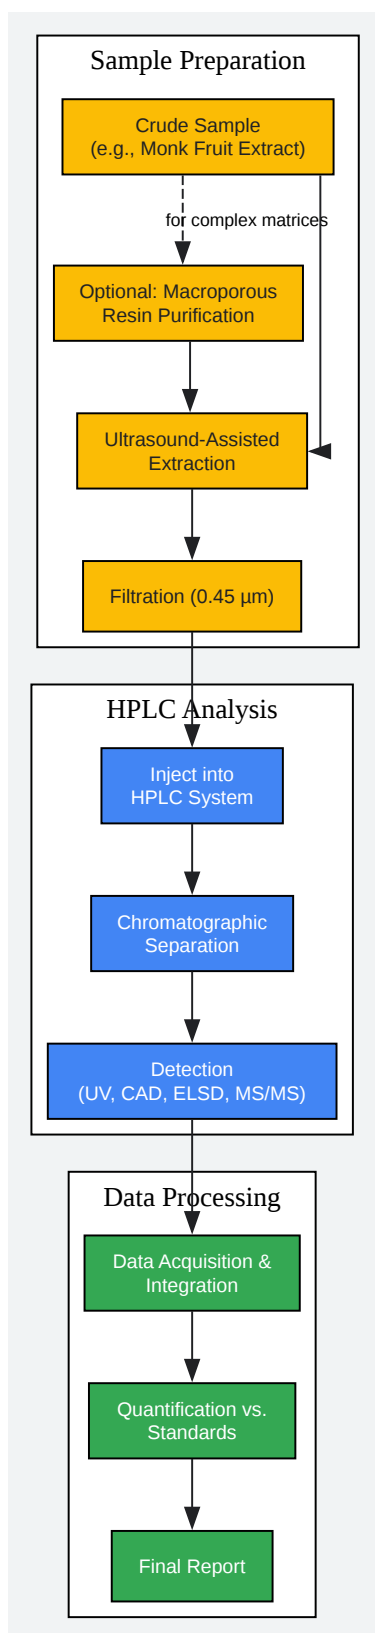 Sample Preparation
Crude Sample
(e.g., Monk Fruit Extract)
for complex matrices
Optional: Macroporous
Resin Purification
Ultrasound-Assisted
Extraction
Filtration (0.45 µm)
HPLC Analysis
Inject into
HPLC System
Chromatographic
Separation
Detection
(UV, CAD, ELSD, MS/MS)
Data Processing
Data Acquisition &
Integration
Quantification vs.
Standards
Final Report